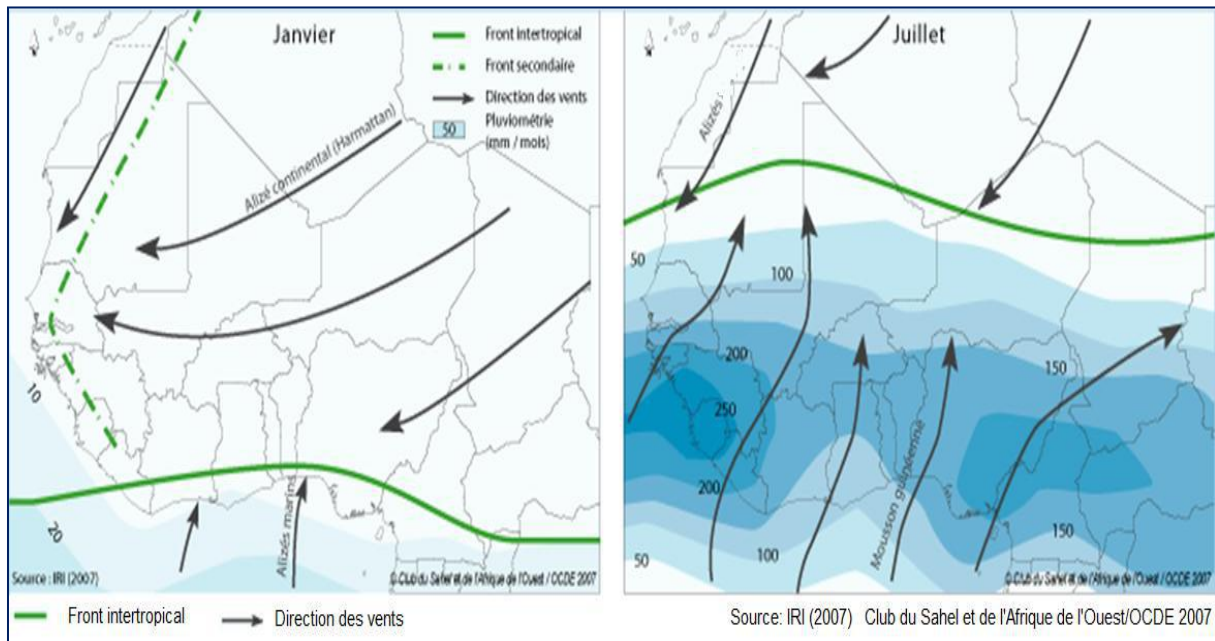 Janvier
Front intertropical
Front secondaire
Direction des vents
50
Pluviométrie
(mm / mois)
Alizé continental (Harmattan)
10
20
Alizés marins
Source : IRI (2007)
© Club du Sahel et de l'Afrique de l'Ouest / OCDE 2007
Juillet
Alizés
50
100
200
150
250
200
Mousson guinéenne
150
100
50
© Club du Sahel et de l'Afrique de l'Ouest / OCDE 2007
Front intertropical
Direction des vents
Source: IRI (2007) Club du Sahel et de l'Afrique de l'Ouest/OCDE 2007